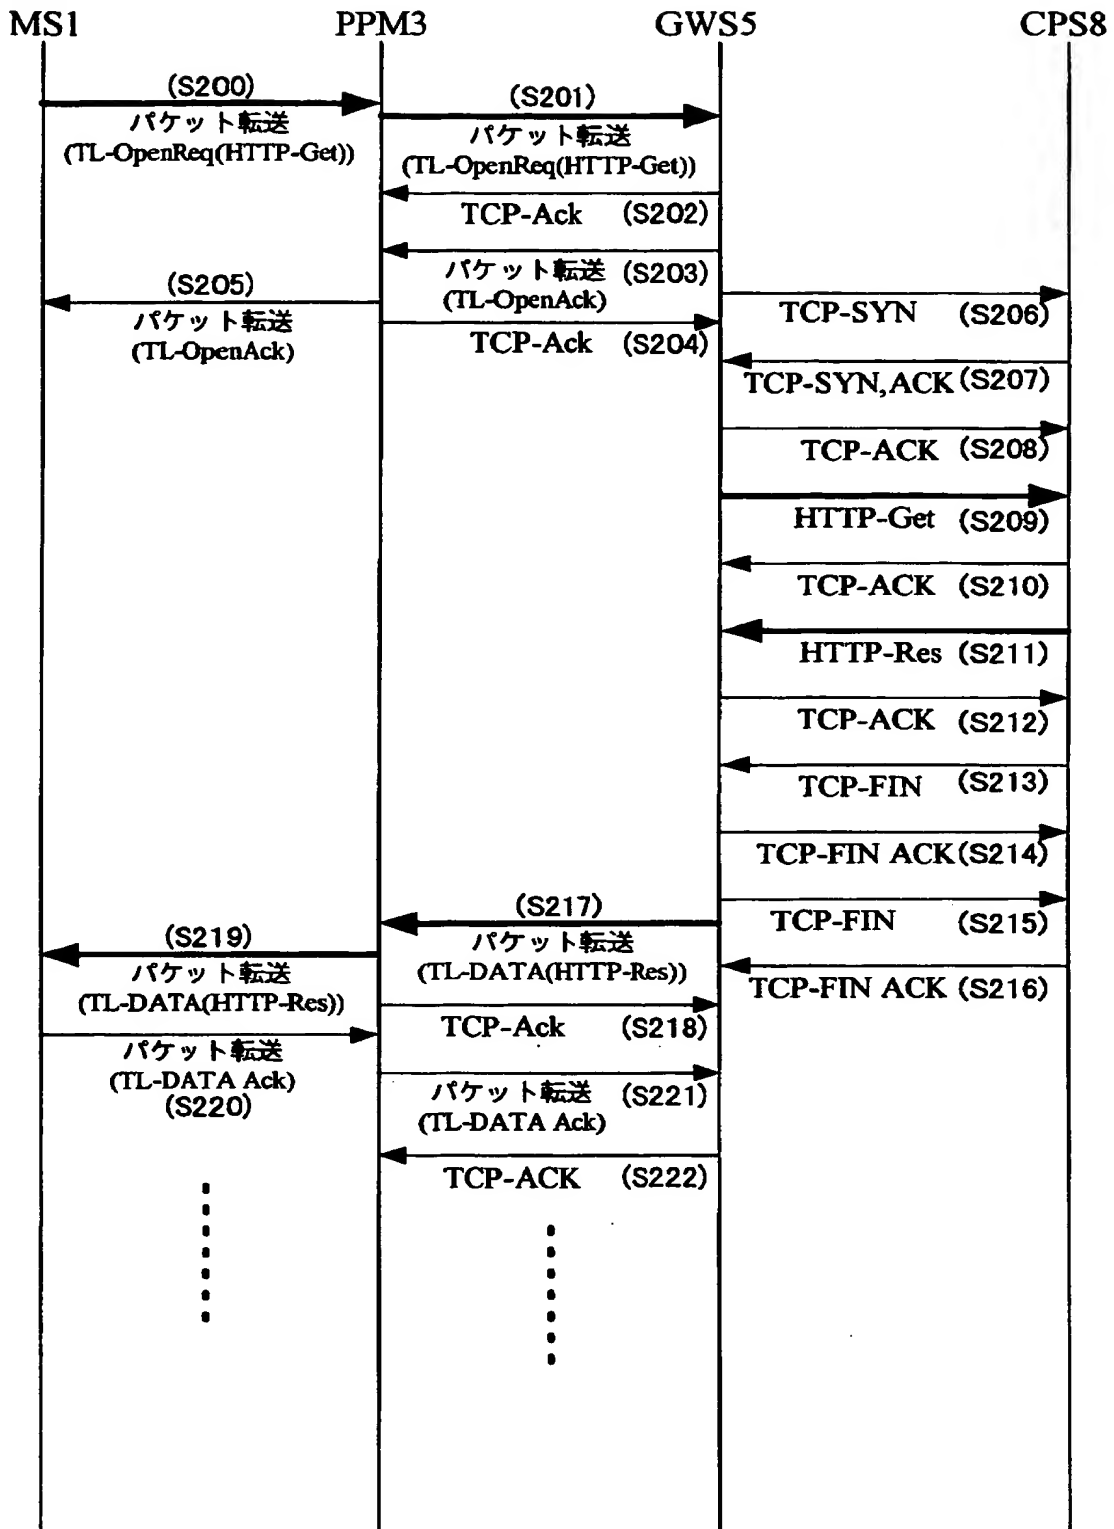 MS1
PPM3
GWS5
CPS8
(S200)
パケット転送
(TL-OpenReq(HTTP-Get))
(S201)
パケット転送
(TL-OpenReq(HTTP-Get))
TCP-Ack (S202)
パケット転送 (S203)
(TL-OpenAck)
(S205)
パケット転送
(TL-OpenAck)
TCP-Ack (S204)
TCP-SYN (S206)
TCP-SYN,ACK (S207)
TCP-ACK (S208)
HTTP-Get (S209)
TCP-ACK (S210)
HTTP-Res (S211)
TCP-ACK (S212)
TCP-FIN (S213)
TCP-FIN ACK (S214)
TCP-FIN (S215)
TCP-FIN ACK (S216)
(S217)
パケット転送
(TL-DATA(HTTP-Res))
(S219)
パケット転送
(TL-DATA(HTTP-Res))
TCP-Ack (S218)
パケット転送
(TL-DATA Ack)
(S220)
パケット転送 (S221)
(TL-DATA Ack)
TCP-ACK (S222)